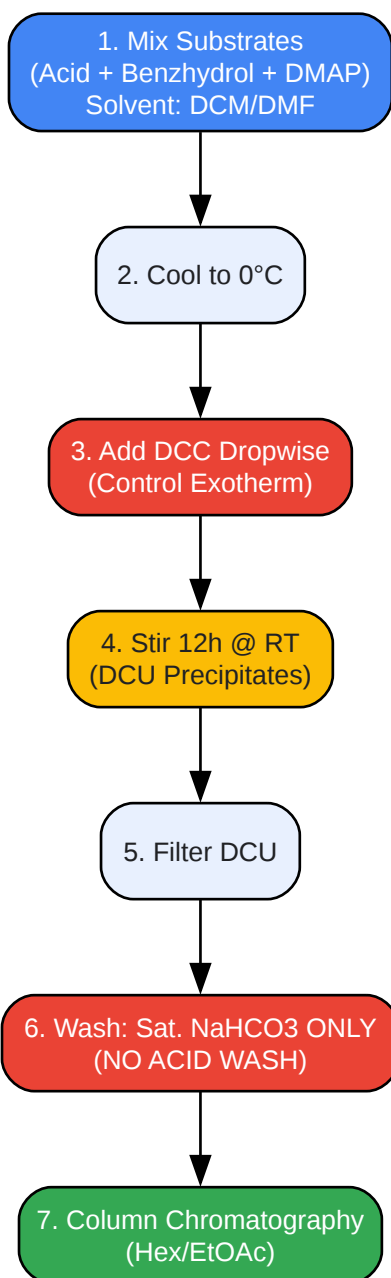 1. Mix Substrates
(Acid + Benzhydrol + DMAP)
Solvent: DCM/DMF
2. Cool to 0°C
3. Add DCC Dropwise
(Control Exotherm)
4. Stir 12h @ RT
(DCU Precipitates)
5. Filter DCU
6. Wash: Sat. NaHCO3 ONLY
(NO ACID WASH)
7. Column Chromatography
(Hex/EtOAc)